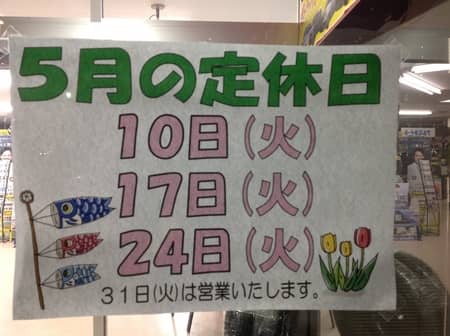 5月の定休日
10日(火)
17日(火)
24日(火)
31日(火)は営業いたします。